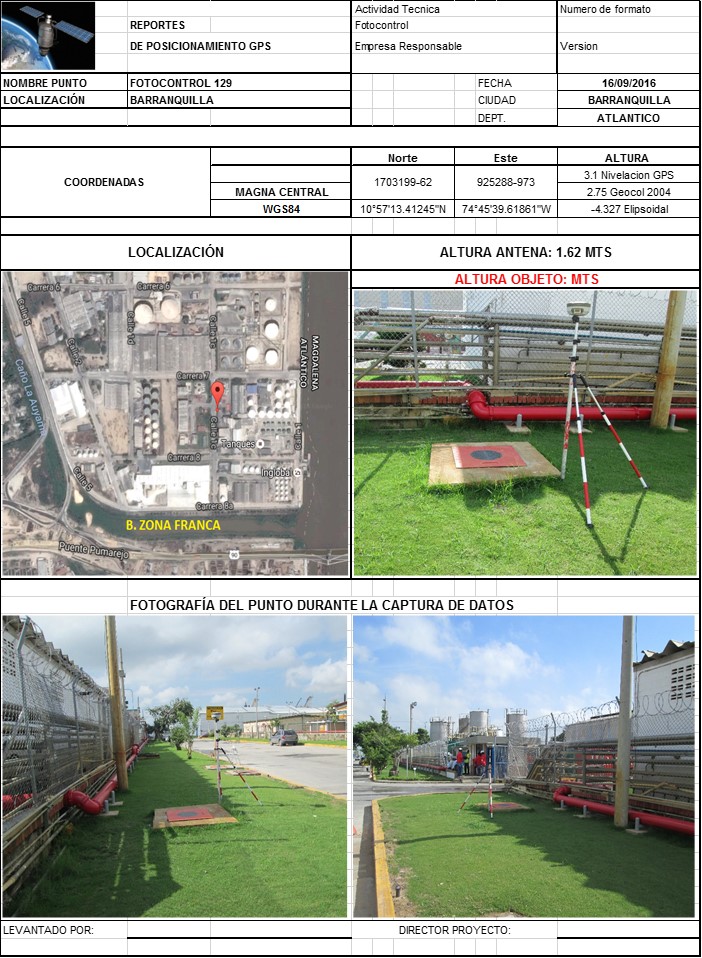 Actividad Tecnica
Numero de formato
REPORTES
Fotocontrol
DE POSICIONAMIENTO GPS
Empresa Responsable
Version
NOMBRE PUNTO
FOTOCONTROL 129
FECHA
16/09/2016
LOCALIZACIÓN
BARRANQUILLA
CIUDAD
BARRANQUILLA
DEPT.
ATLANTICO
COORDENADAS
Norte
Este
ALTURA
1703199-62
925288-973
3.1 Nivelacion GPS
MAGNA CENTRAL
2.75 Geocol 2004
WGS84
10°57'13.41245"N
74°45'39.61861"W
-4.327 Elipsoidal
LOCALIZACIÓN
ALTURA ANTENA: 1.62 MTS
ALTURA OBJETO: MTS
Carrera 6
Carrera 6
Calle 5
Calle 1d
Calle 1c
MAGDALENA
ATLÁNTICO
Caño La Auyama
Carrera 7
Calle 1c
Tanques
Carrera 8
Inglobal
Calle 5
Carrera 8a
B. ZONA FRANCA
Puente Pumarejo
90
FOTOGRAFÍA DEL PUNTO DURANTE LA CAPTURA DE DATOS
LEVANTADO POR:
DIRECTOR PROYECTO: